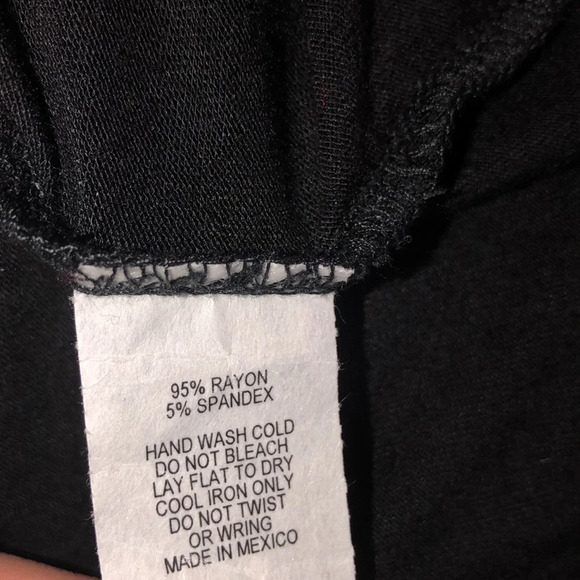 95% RAYON
5% SPANDEX
HAND WASH COLD
DO NOT BLEACH
LAY FLAT TO DRY
COOL IRON ONLY
DO NOT TWIST
OR WRING
MADE IN MEXICO